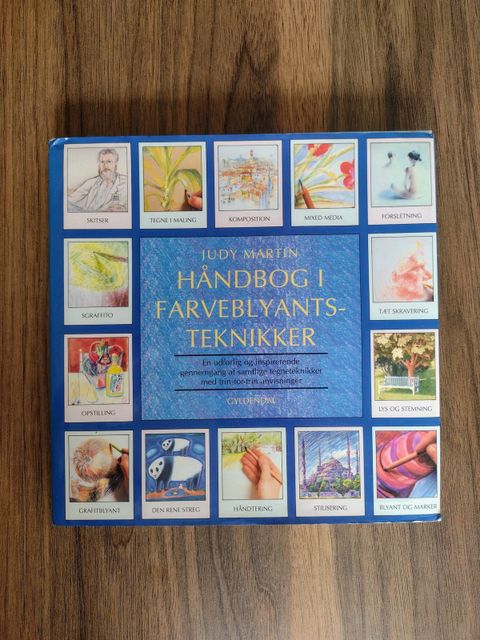 SKITSER
TEGNE I MALING
KOMPOSITION
MIXED MEDIA
FORSLETNING
JUDY MARTIN
HÅNDBOG I
FARVEBLYANTS-
TEKNIKKER
En udførlig og inspirerende
gennemgang af samtlige tegneteknikker
med trin-for-trin anvisninger
GYLDENDAL
SGRAFFITO
TÆT SKRAVERING
OPSTILLING
LYS OG STEMNING
GRAFITBLYANT
DEN RENE STREG
HÅNDTERING
STILISERING
BLYANT OG MARKER